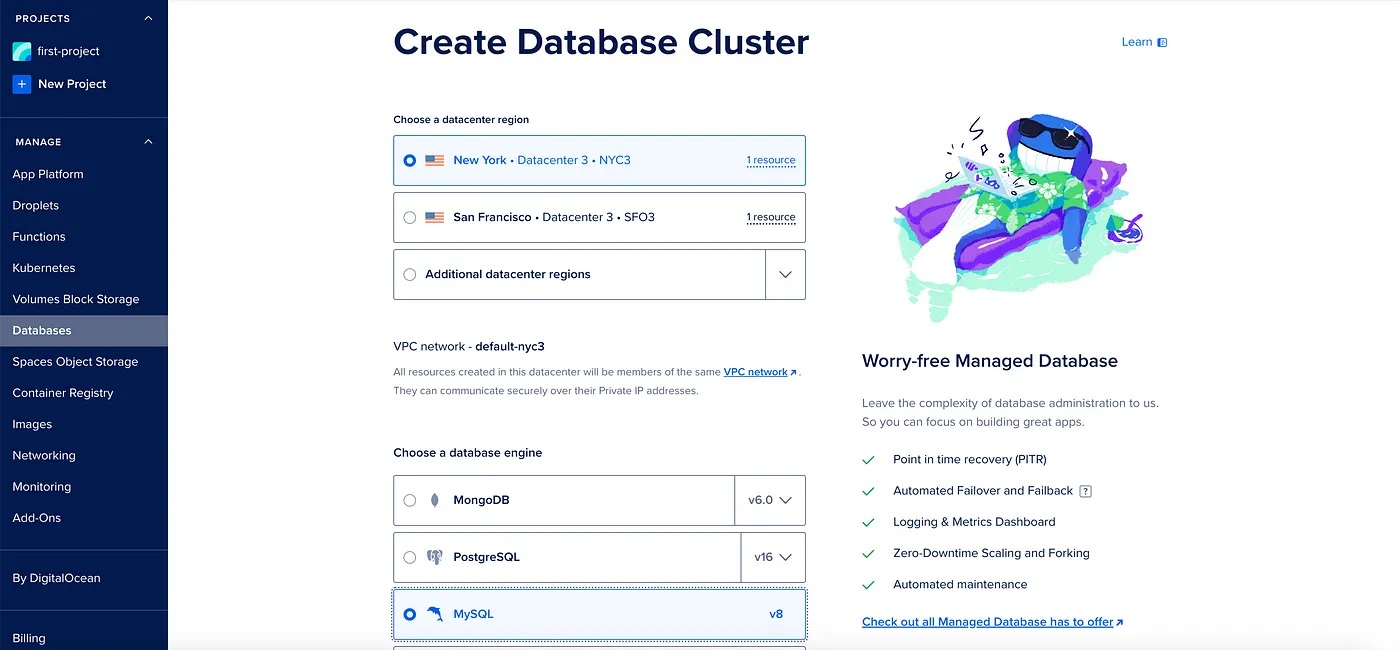 PROJECTS
first-project
New Project
MANAGE
App Platform
Droplets
Functions
Kubernetes
Volumes Block Storage
Databases
Spaces Object Storage
Container Registry
Images
Networking
Monitoring
Add-Ons
By DigitalOcean
Billing
Create Database Cluster
Learn
Choose a datacenter region
New York • Datacenter 3 • NYC3 1 resource
San Francisco • Datacenter 3 • SFO3 1 resource
Additional datacenter regions
VPC network - default-nyc3
All resources created in this datacenter will be members of the same VPC network ↗.
They can communicate securely over their Private IP addresses.
Choose a database engine
MongoDB v6.0
PostgreSQL v16
MySQL v8
Worry-free Managed Database
Leave the complexity of database administration to us.
So you can focus on building great apps.
Point in time recovery (PITR)
Automated Failover and Failback ?
Logging & Metrics Dashboard
Zero-Downtime Scaling and Forking
Automated maintenance
Check out all Managed Database has to offer ↗